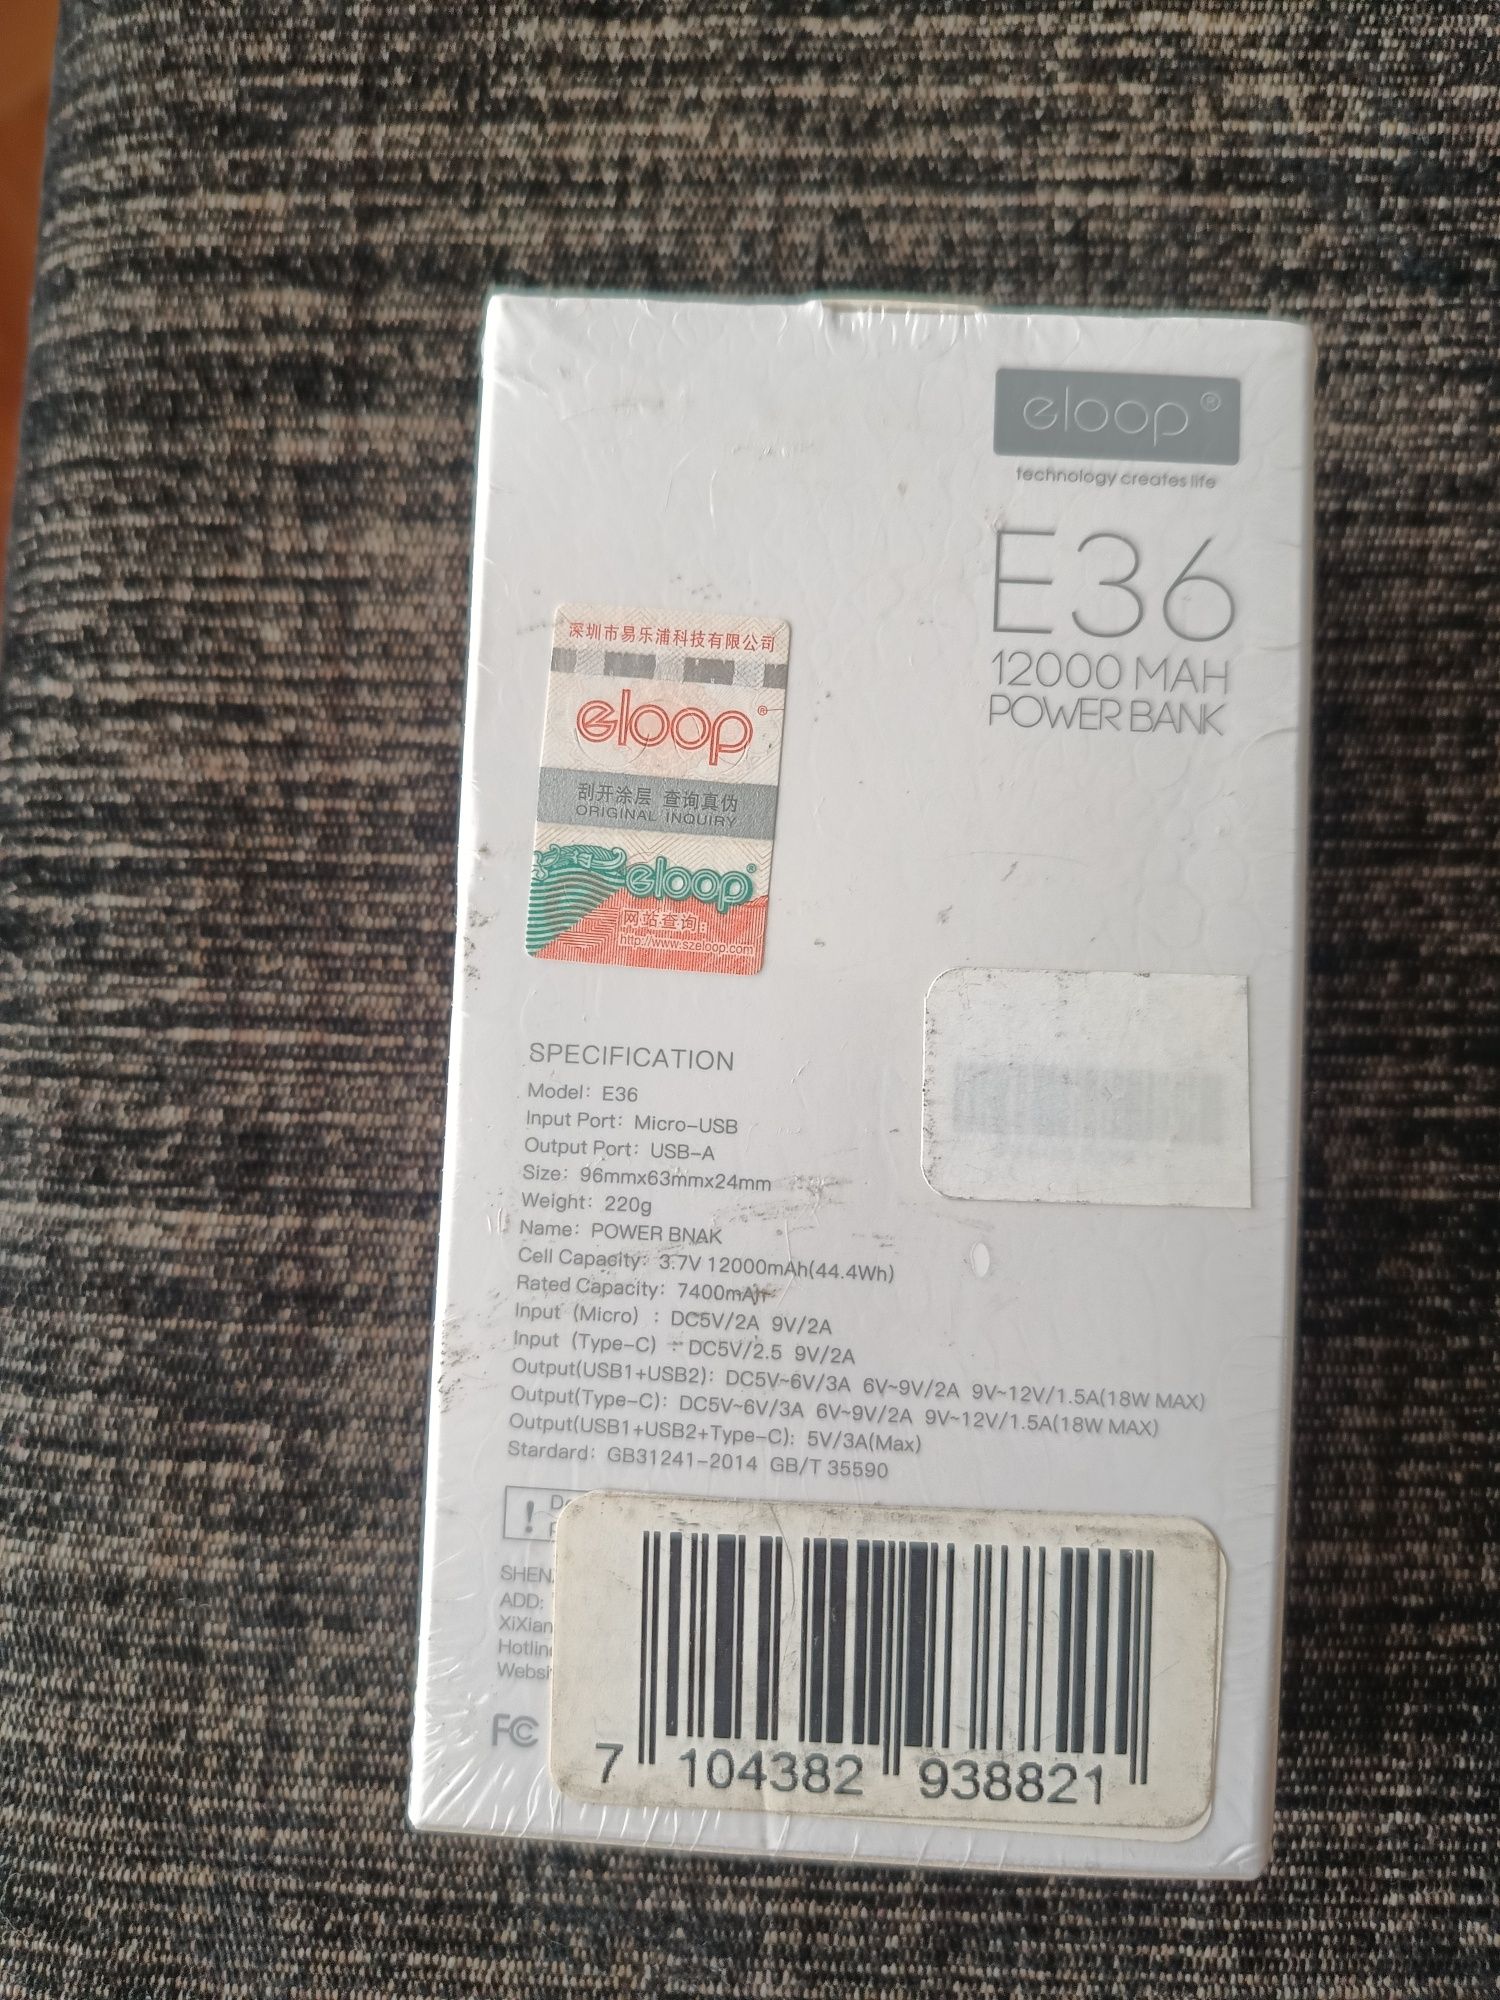 eloop®
technology creates life
E36
12000 MAH
POWER BANK
深圳市易乐浦科技有限公司
eloop®
刮开涂层 查询真伪
ORIGINAL INQUIRY
eloop®
网站查询:
http://www.szeloop.com
SPECIFICATION
Model: E36
Input Port: Micro-USB
Output Port: USB-A
Size: 96mmx63mmx24mm
Weight: 220g
Name: POWER BNAK
Cell Capacity: 3.7V 12000mAh(44.4Wh)
Rated Capacity: 7400mAh
Input (Micro) : DC5V/2A 9V/2A
Input (Type-C) : DC5V/2.5 9V/2A
Output(USB1+USB2): DC5V~6V/3A 6V~9V/2A 9V~12V/1.5A(18W MAX)
Output(Type-C): DC5V~6V/3A 6V~9V/2A 9V~12V/1.5A(18W MAX)
Output(USB1+USB2+Type-C): 5V/3A(Max)
Stardard: GB31241-2014 GB/T 35590
!
SHEN
ADD:
XiXian
Hotlin
Websi
FC
7 104382 938821